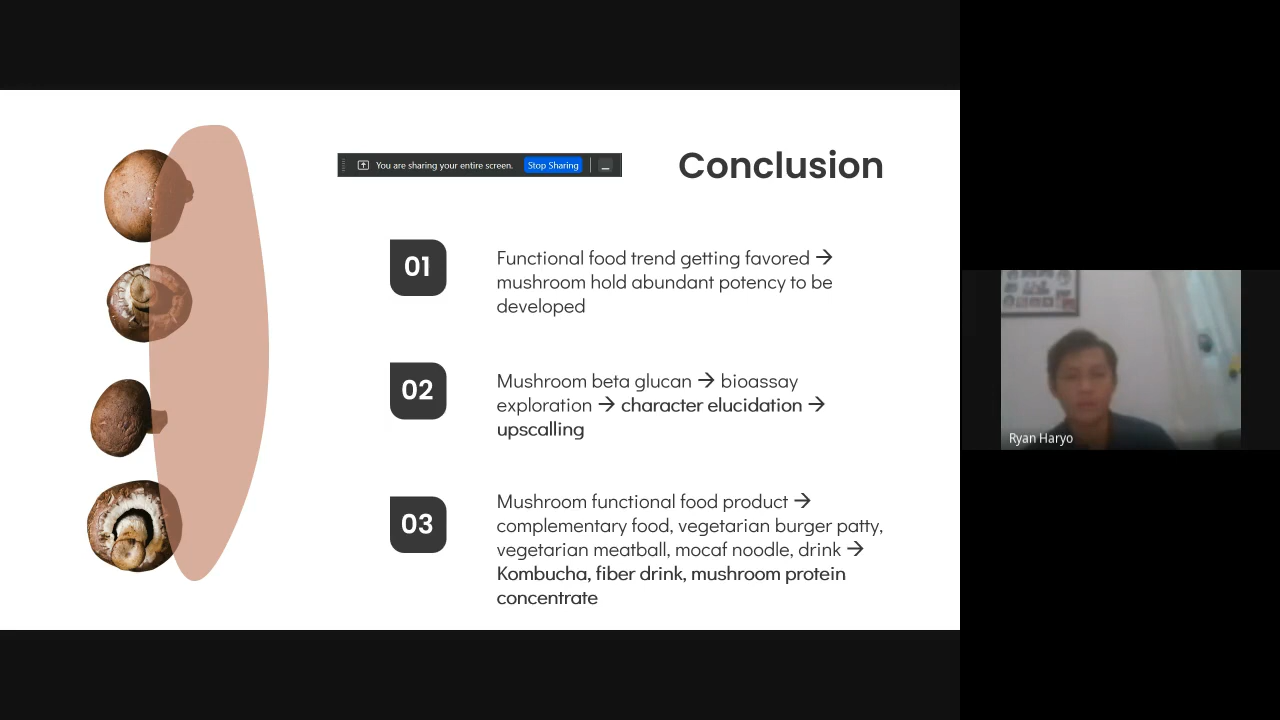 You are sharing your entire screen. Stop Sharing
Conclusion
01
Functional food trend getting favored →
mushroom hold abundant potency to be
developed
02
Mushroom beta glucan → bioassay
exploration → character elucidation →
upscalling
03
Mushroom functional food product →
complementary food, vegetarian burger patty,
vegetarian meatball, mocaf noodle, drink →
Kombucha, fiber drink, mushroom protein
concentrate
Ryan Haryo